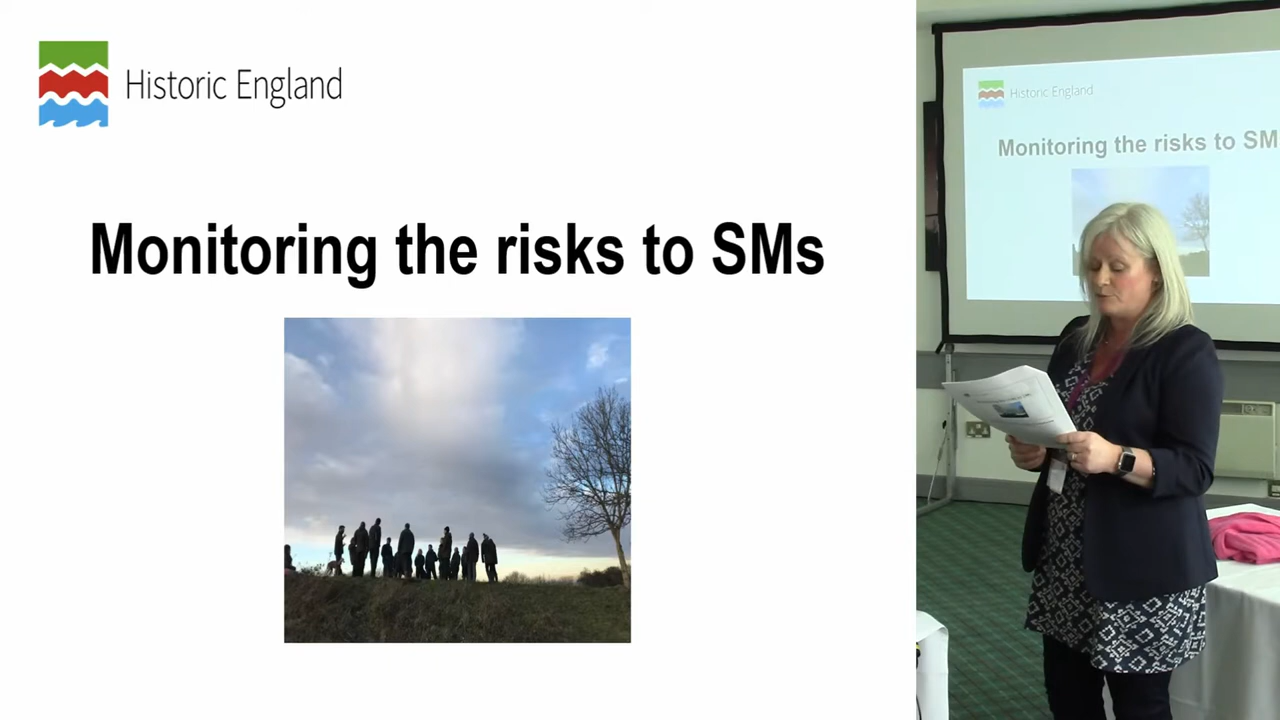 Historic England
Monitoring the risks to SMs
Historic England
Monitoring the risks to SM